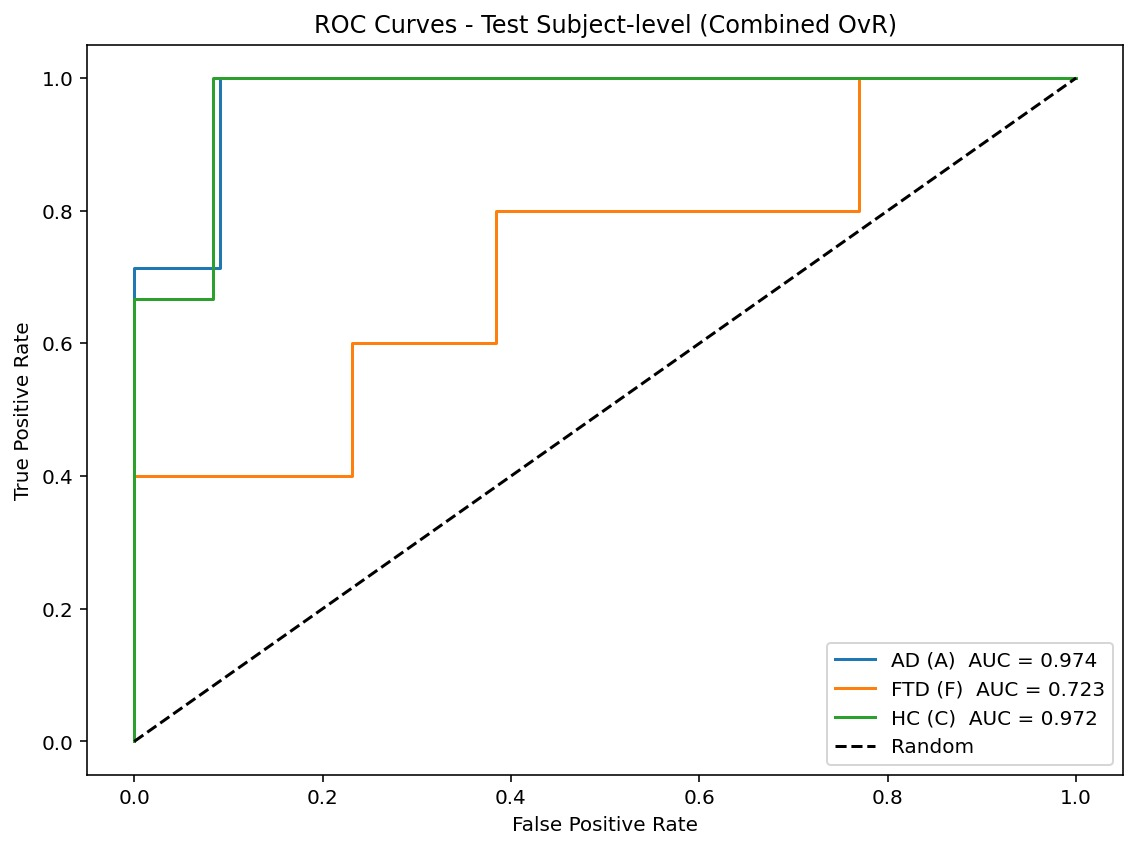 ROC Curves - Test Subject-level (Combined OvR)
True Positive Rate
1.0
0.8
0.6
0.4
0.2
0.0
0.0 0.2 0.4 0.6 0.8 1.0
False Positive Rate
AD (A) AUC = 0.974
FTD (F) AUC = 0.723
HC (C) AUC = 0.972
Random